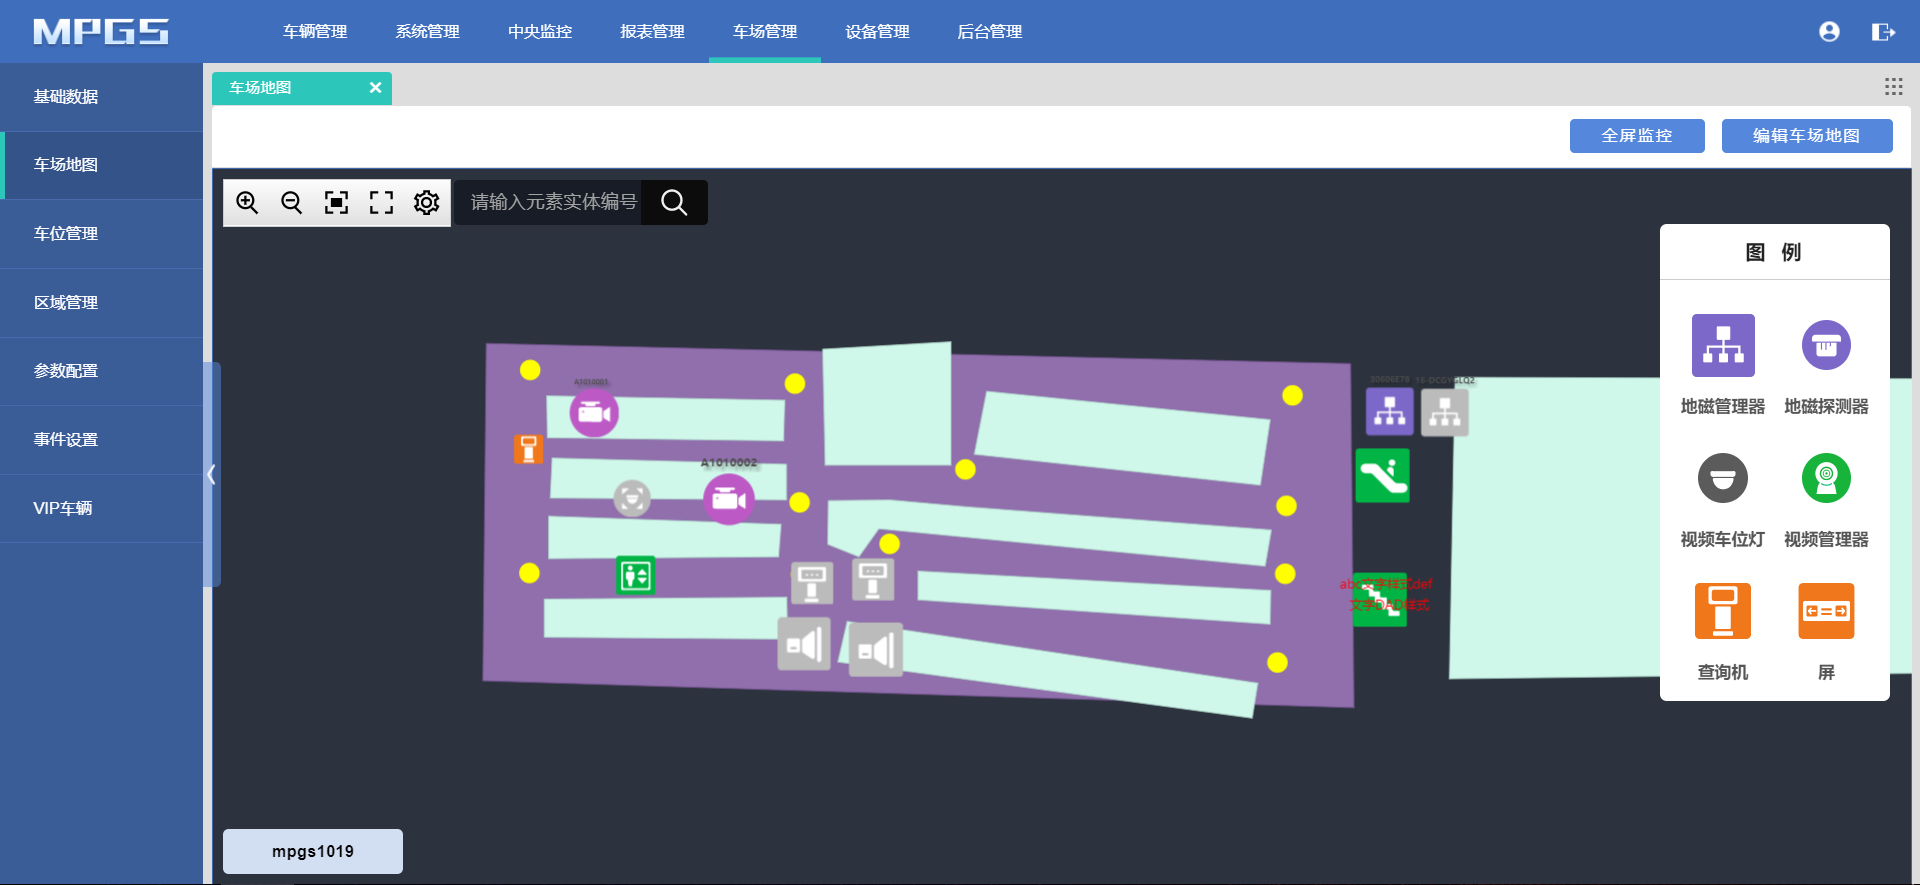 MPGS
车辆管理
系统管理
中央监控
报表管理
车场管理
设备管理
后台管理
基础数据
车场地图
车位管理
区域管理
参数配置
事件设置
VIP车辆
车场地图
全屏监控
编辑车场地图
请输入元素实体编号
图 例
地磁管理器
地磁探测器
视频车位灯
视频管理器
查询机
屏
A1010002
abc文字样式def
文字DAD样式
mpgs1019